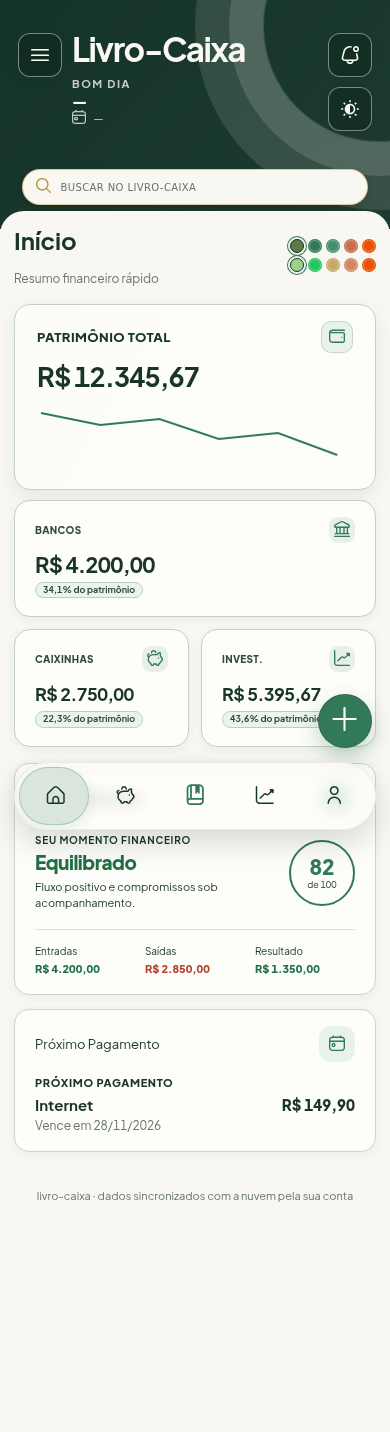 Livro-Caixa
BOM DIA
—
—
BUSCAR NO LIVRO-CAIXA
Início
Resumo financeiro rápido
PATRIMÔNIO TOTAL
R$ 12.345,67
BANCOS
R$ 4.200,00
34,1% do patrimônio
CAIXINHAS
R$ 2.750,00
22,3% do patrimônio
INVEST.
R$ 5.395,67
43,6% do patrimônio
SEU MOMENTO FINANCEIRO
Equilibrado
Fluxo positivo e compromissos sob
acompanhamento.
82
de 100
Entradas
R$ 4.200,00
Saídas
R$ 2.850,00
Resultado
R$ 1.350,00
Próximo Pagamento
PRÓXIMO PAGAMENTO
Internet
R$ 149,90
Vence em 28/11/2026
livro-caixa · dados sincronizados com a nuvem pela sua conta